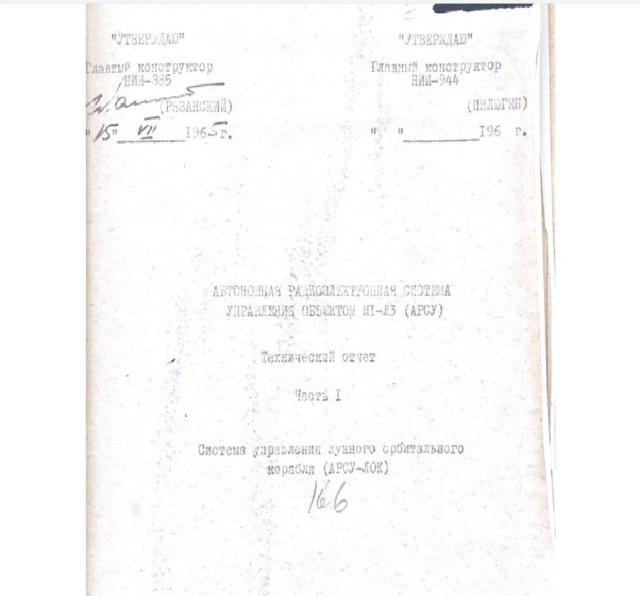 "УТВЕРЖДАЮ"
Главный конструктор
НИИ-885
(РЯЗАНСКИЙ)
"15" VII 1965г.
"УТВЕРЖДАЮ"
Главный конструктор
НИИ-944
(ПИЛЮГИН)
" " 196 г.
АВТОНОМНАЯ РАДИОЭЛЕКТРОННАЯ СИСТЕМА
УПРАВЛЕНИЯ ОБЪЕКТОМ Н1-Л3 (АРСУ)
Технический отчет
Часть I
Система управления лунного орбитального
корабля (АРСУ-ЛОК)
166